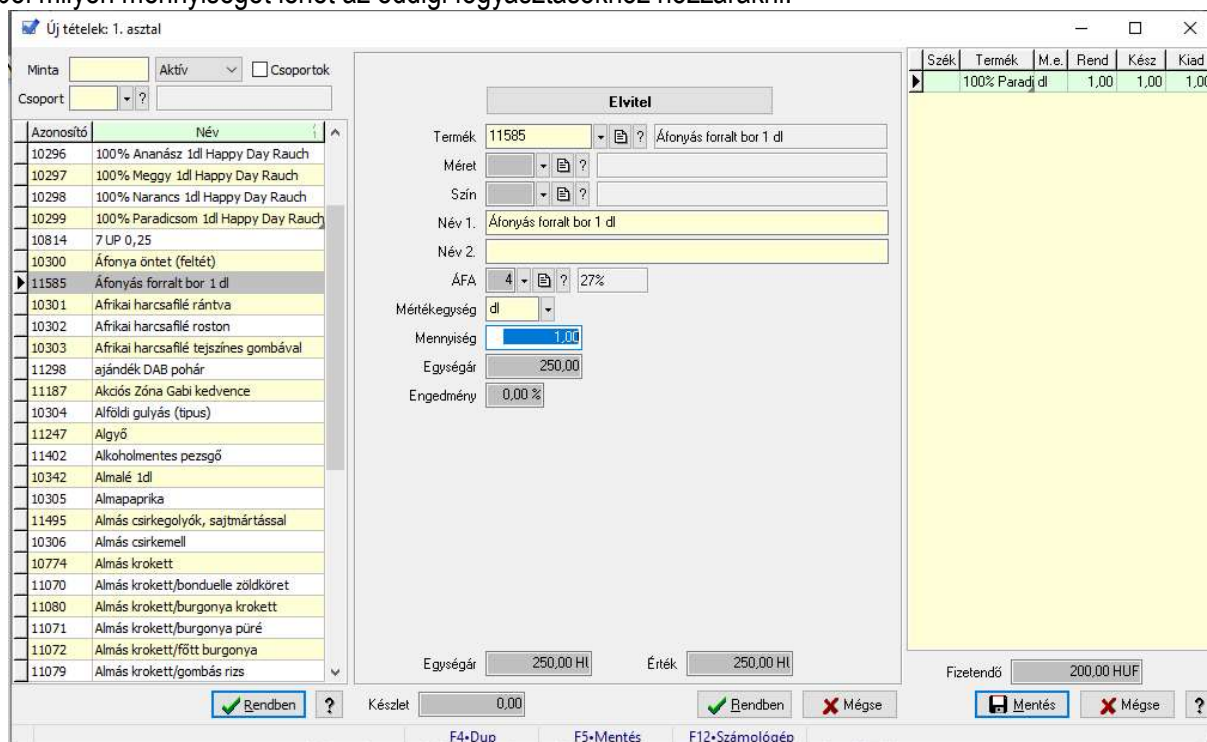 milyen mennyiséget lehet az eddigi fogyasztásokhoz hozzárakni.
Új tételek: 1. asztal
Minta Aktív Csoportok
Csoport ?
Azonosító Név
10296 100% Ananász 1dl Happy Day Rauch
10297 100% Meggy 1dl Happy Day Rauch
10298 100% Narancs 1dl Happy Day Rauch
10299 100% Paradicsom 1dl Happy Day Rauch
10814 7 UP 0,25
10300 Áfonya öntet (feltét)
11585 Áfonyás forralt bor 1 dl
10301 Afrikai harcsafilé rántva
10302 Afrikai harcsafilé roston
10303 Afrikai harcsafilé tejszínes gombával
11298 ajándék DAB pohár
11187 Akciós Zóna Gabi kedvence
10304 Alföldi gulyás (tipus)
11247 Algyő
11402 Alkoholmentes pezsgő
10342 Almalé 1dl
10305 Almapaprika
11495 Almás csirkegolyók, sajtmártással
10306 Almás csirkemell
10774 Almás krokett
11070 Almás krokett/bonduelle zöldköret
11080 Almás krokett/burgonya krokett
11071 Almás krokett/burgonya püré
11072 Almás krokett/főtt burgonya
11079 Almás krokett/gombás rizs
Rendben ?
Elvitel
Termék 11585 ? Áfonyás forralt bor 1 dl
Méret ?
Szín ?
Név 1. Áfonyás forralt bor 1 dl
Név 2.
ÁFA 4 ? 27%
Mértékegység dl
Mennyiség 1,00
Egységár 250,00
Engedmény 0,00 %
Egységár 250,00 HU Érték 250,00 HU
Készlet 0,00 Rendben Mégse
Szék Termék M.e. Rend Kész Kiad
100% Parad dl 1,00 1,00 1,00
Fizetendő 200,00 HUF
Mentés Mégse ?
F4•Dup F5•Mentés F12•Számológép